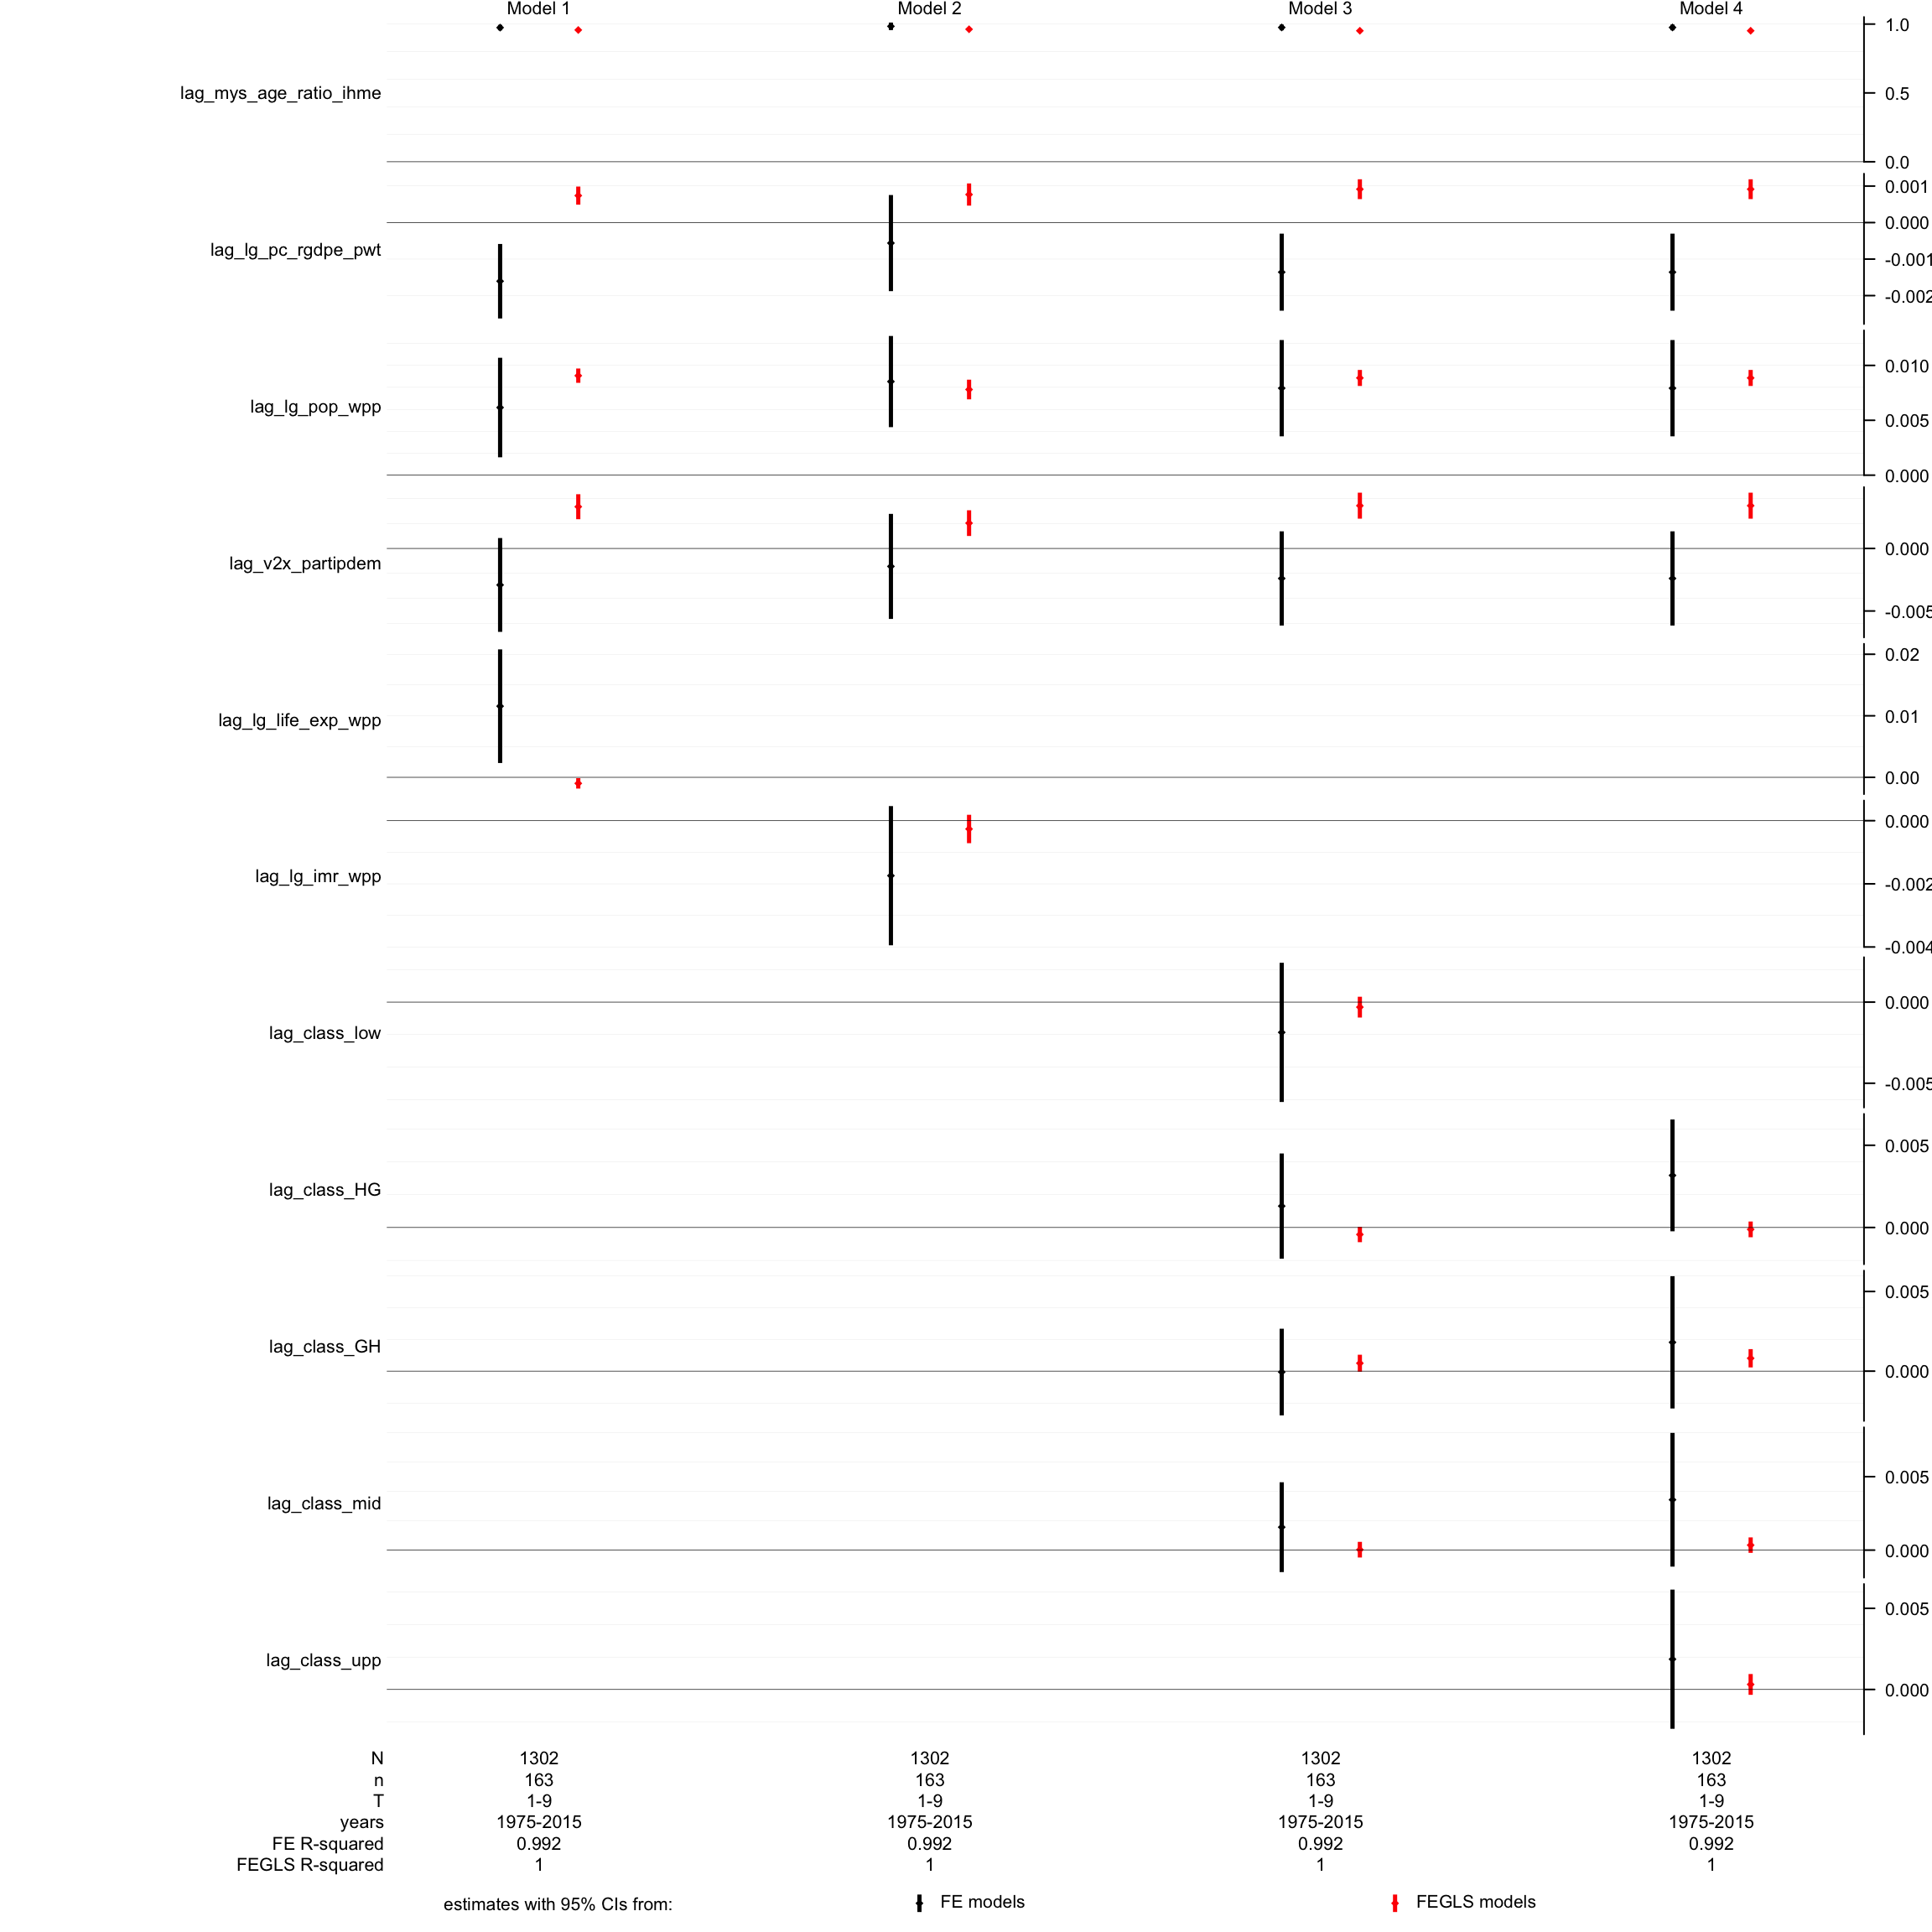 Model 1 Model 2 Model 3 Model 4
lag_mys_age_ratio_ihme
1.0
0.5
0.0
lag_lg_pc_rgdpe_pwt
0.001
0.000
-0.001
-0.002
lag_lg_pop_wpp
0.010
0.005
0.000
lag_v2x_partipdem
0.000
-0.005
lag_lg_life_exp_wpp
0.02
0.01
0.00
lag_lg_imr_wpp
0.000
-0.002
-0.004
lag_class_low
0.000
-0.005
lag_class_HG
0.005
0.000
lag_class_GH
0.005
0.000
lag_class_mid
0.005
0.000
lag_class_upp
0.005
0.000
N 1302 1302 1302 1302
n 163 163 163 163
T 1-9 1-9 1-9 1-9
years 1975-2015 1975-2015 1975-2015 1975-2015
FE R-squared 0.992 0.992 0.992 0.992
FEGLS R-squared 1 1 1 1
estimates with 95% CIs from: FE models FEGLS models